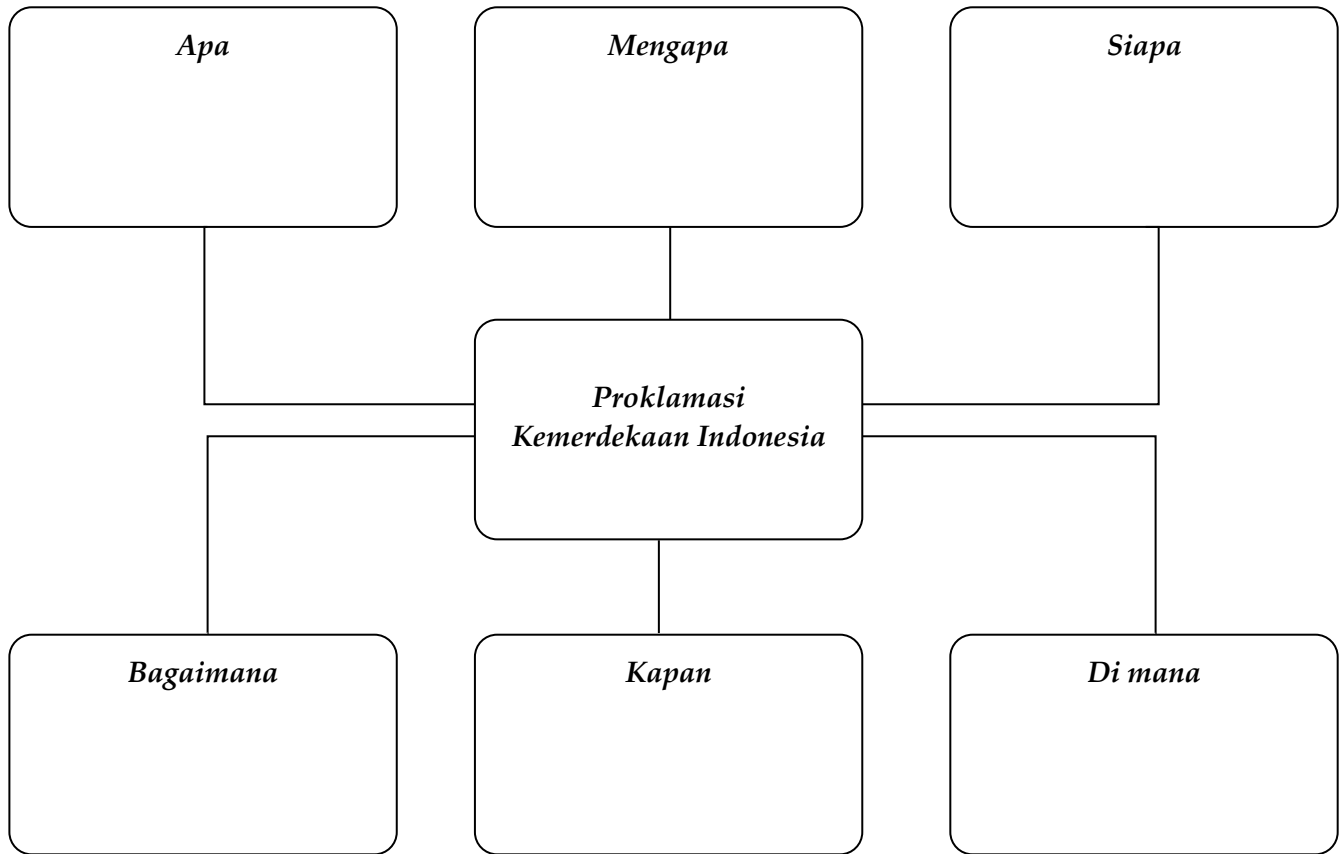 Apa
Mengapa
Siapa
Proklamasi
Kemerdekaan Indonesia
Bagaimana
Kapan
Di mana